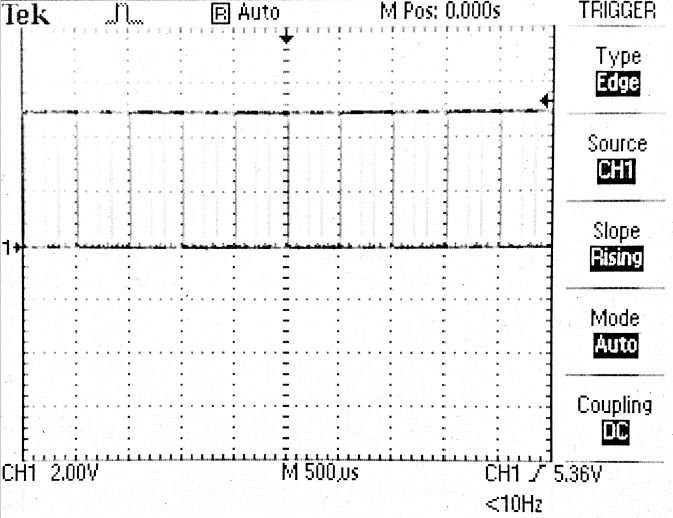 Tek R Auto M Pos: 0.000s TRIGGER
Type
Edge
Source
CH1
Slope
Rising
Mode
Auto
Coupling
DC
1
CH1 2.00V M 500µs CH1 5.36V
<10Hz